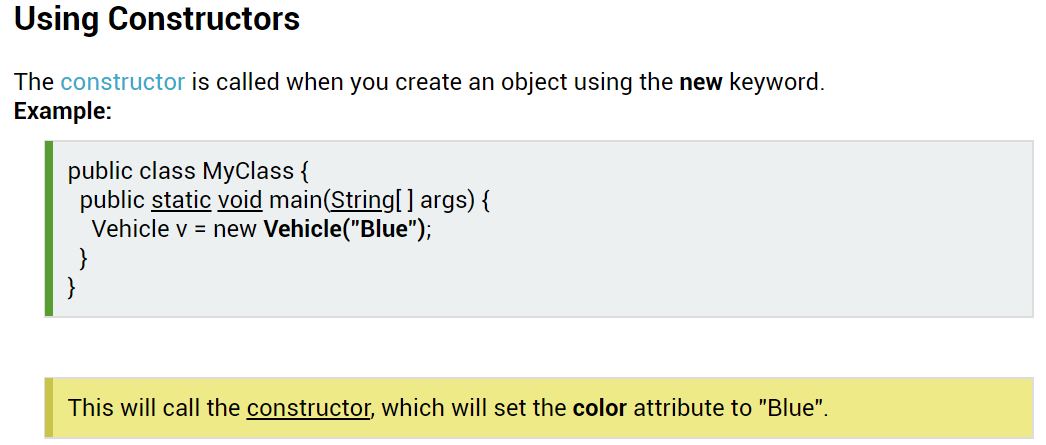 Using Constructors
The constructor is called when you create an object using the new keyword.
Example:
public class MyClass {
public static void main(String[ ] args) {
Vehicle v = new Vehicle("Blue");
}
}
This will call the constructor, which will set the color attribute to "Blue".